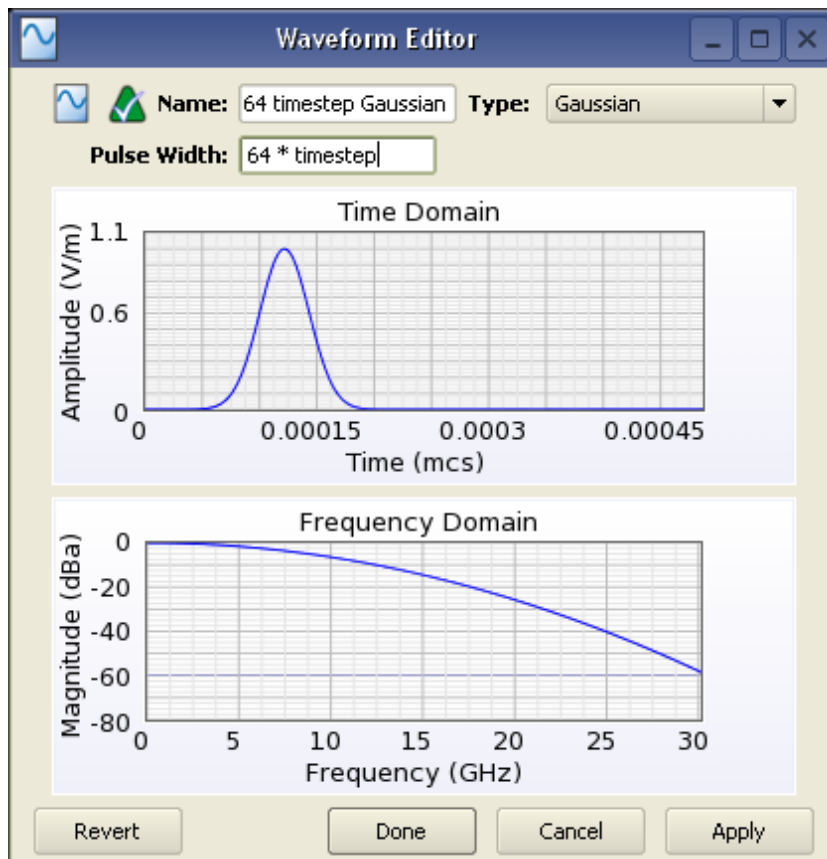 Waveform Editor
Name: 64 timestep Gaussian Type: Gaussian
Pulse Width: 64 * timestep
Time Domain
Amplitude (V/m)
1.1
0.6
0
0 0.00015 0.0003 0.00045
Time (mcs)
Frequency Domain
Magnitude (dBa)
0
-20
-40
-60
-80
0 5 10 15 20 25 30
Frequency (GHz)
Revert Done Cancel Apply